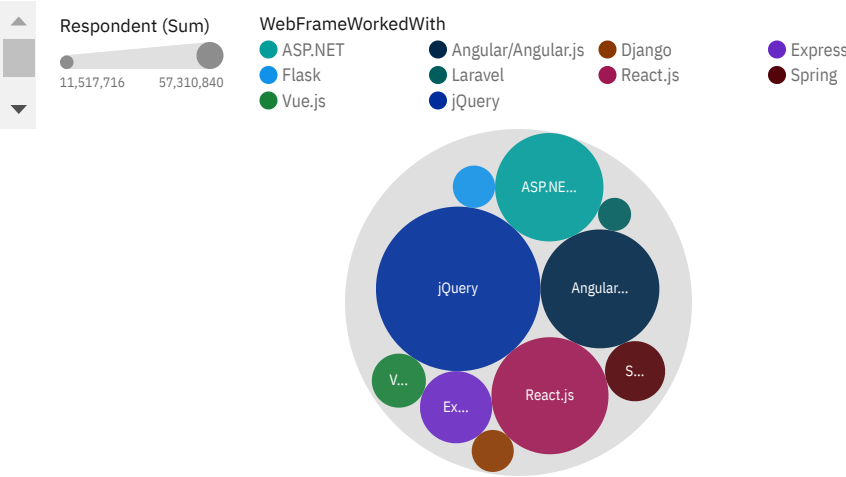 Respondent (Sum)
11,517,716 57,310,840
WebFrameWorkedWith
ASP.NET Angular/Angular.js Django Express
Flask Laravel React.js Spring
Vue.js jQuery
ASP.NE...
jQuery
Angular...
S...
V...
React.js
Ex...